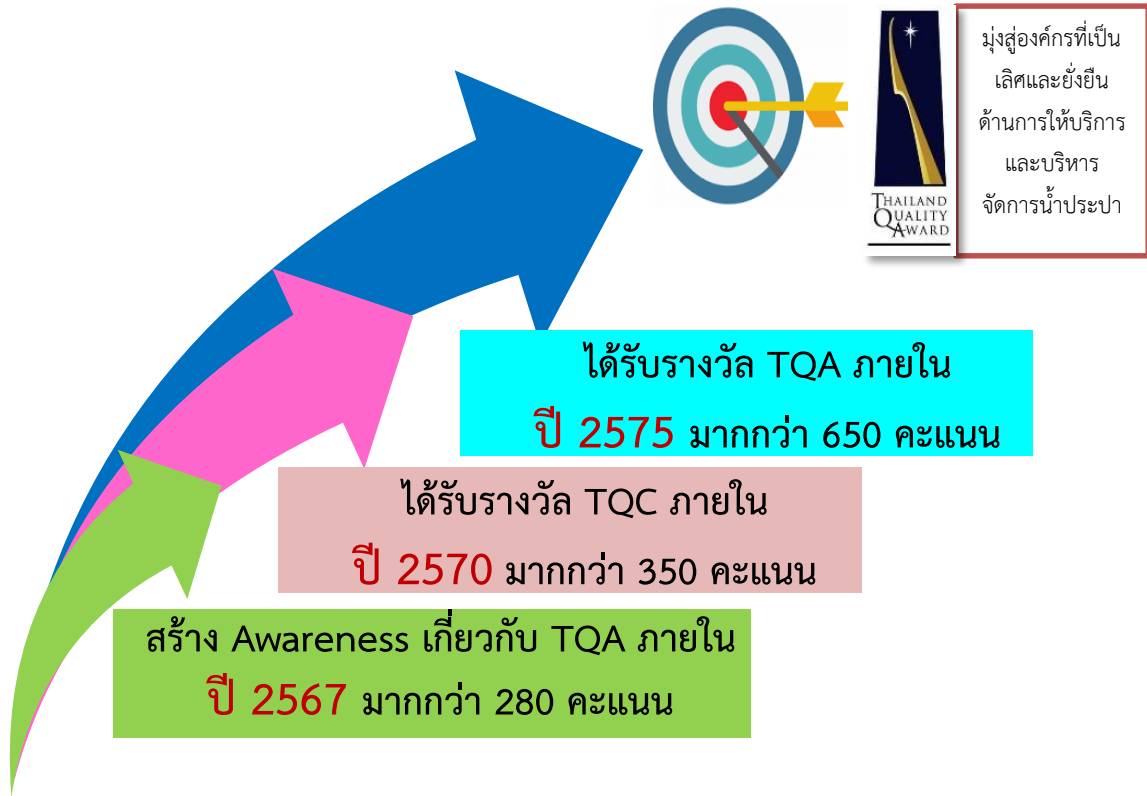 มุ่งสู่องค์กรที่เป็น
เลิศและยั่งยืน
ด้านการให้บริการ
และบริหาร
จัดการน้ำประปา
THAILAND
QUALITY
AWARD
ได้รับรางวัล TQA ภายใน
ปี 2575 มากกว่า 650 คะแนน
ได้รับรางวัล TQC ภายใน
ปี 2570 มากกว่า 350 คะแนน
สร้าง Awareness เกี่ยวกับ TQA ภายใน
ปี 2567 มากกว่า 280 คะแนน